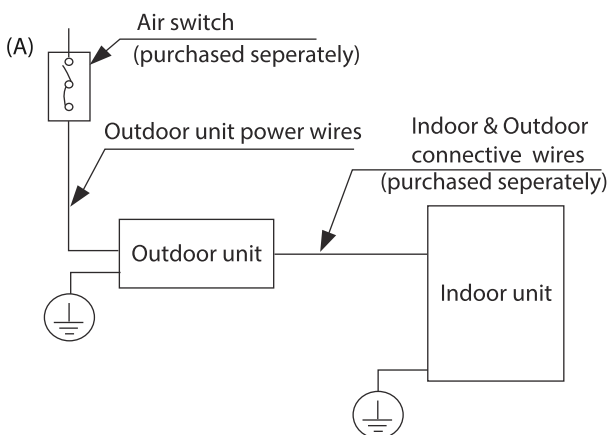 (A)
Air switch
(purchased seperately)
Outdoor unit power wires
Indoor & Outdoor
connective wires
(purchased seperately)
Outdoor unit
Indoor unit